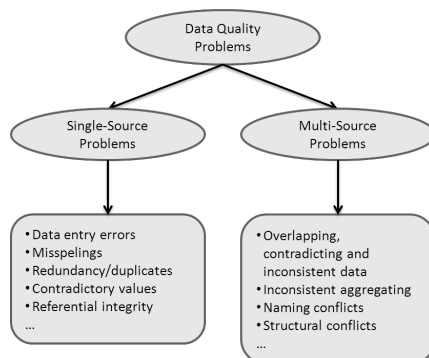 Data Quality
Problems
Single-Source
Problems
Multi-Source
Problems
• Data entry errors
• Misspelings
• Redundancy/duplicates
• Contradictory values
• Referential integrity
...
• Overlapping,
contradicting and
inconsistent data
• Inconsistent aggregating
• Naming conflicts
• Structural conflicts
...